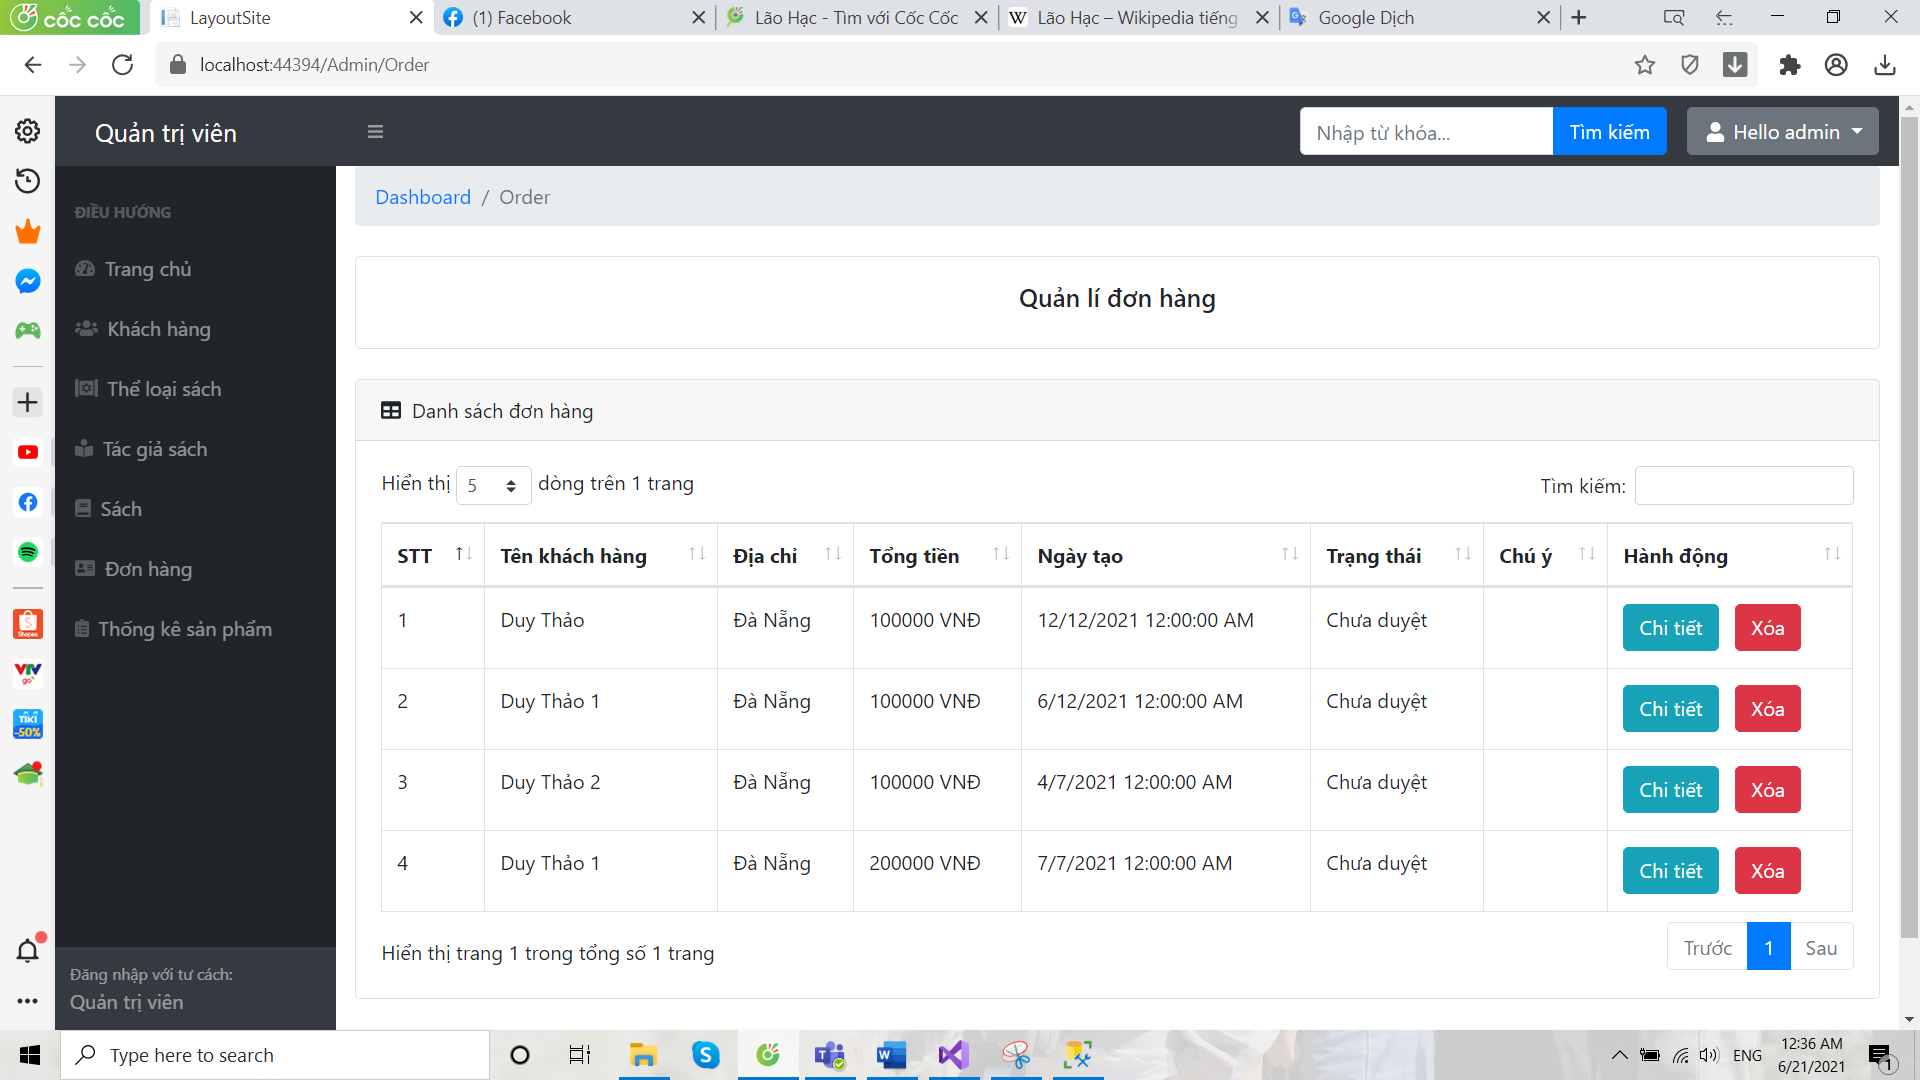 cốc cốc
LayoutSite
(1) Facebook
Lão Hạc - Tìm với Cốc Cốc
W Lão Hạc – Wikipedia tiếng
Google Dịch
localhost:44394/Admin/Order
Quản trị viên
Nhập từ khóa...
Tìm kiếm
Hello admin
ĐIỀU HƯỚNG
Trang chủ
Khách hàng
Thể loại sách
Tác giả sách
Sách
Đơn hàng
Thống kê sản phẩm
Đăng nhập với tư cách:
Quản trị viên
Dashboard / Order
Quản lí đơn hàng
Danh sách đơn hàng
Hiển thị 5 dòng trên 1 trang
Tìm kiếm:
STT Tên khách hàng Địa chỉ Tổng tiền Ngày tạo Trạng thái Chú ý Hành động
1 Duy Thảo Đà Nẵng 100000 VNĐ 12/12/2021 12:00:00 AM Chưa duyệt Chi tiết Xóa
2 Duy Thảo 1 Đà Nẵng 100000 VNĐ 6/12/2021 12:00:00 AM Chưa duyệt Chi tiết Xóa
3 Duy Thảo 2 Đà Nẵng 100000 VNĐ 4/7/2021 12:00:00 AM Chưa duyệt Chi tiết Xóa
4 Duy Thảo 1 Đà Nẵng 200000 VNĐ 7/7/2021 12:00:00 AM Chưa duyệt Chi tiết Xóa
Hiển thị trang 1 trong tổng số 1 trang
Trước 1 Sau
Shopee
VTV
go
TIKI
-50%
Type here to search
ENG
12:36 AM
6/21/2021
1